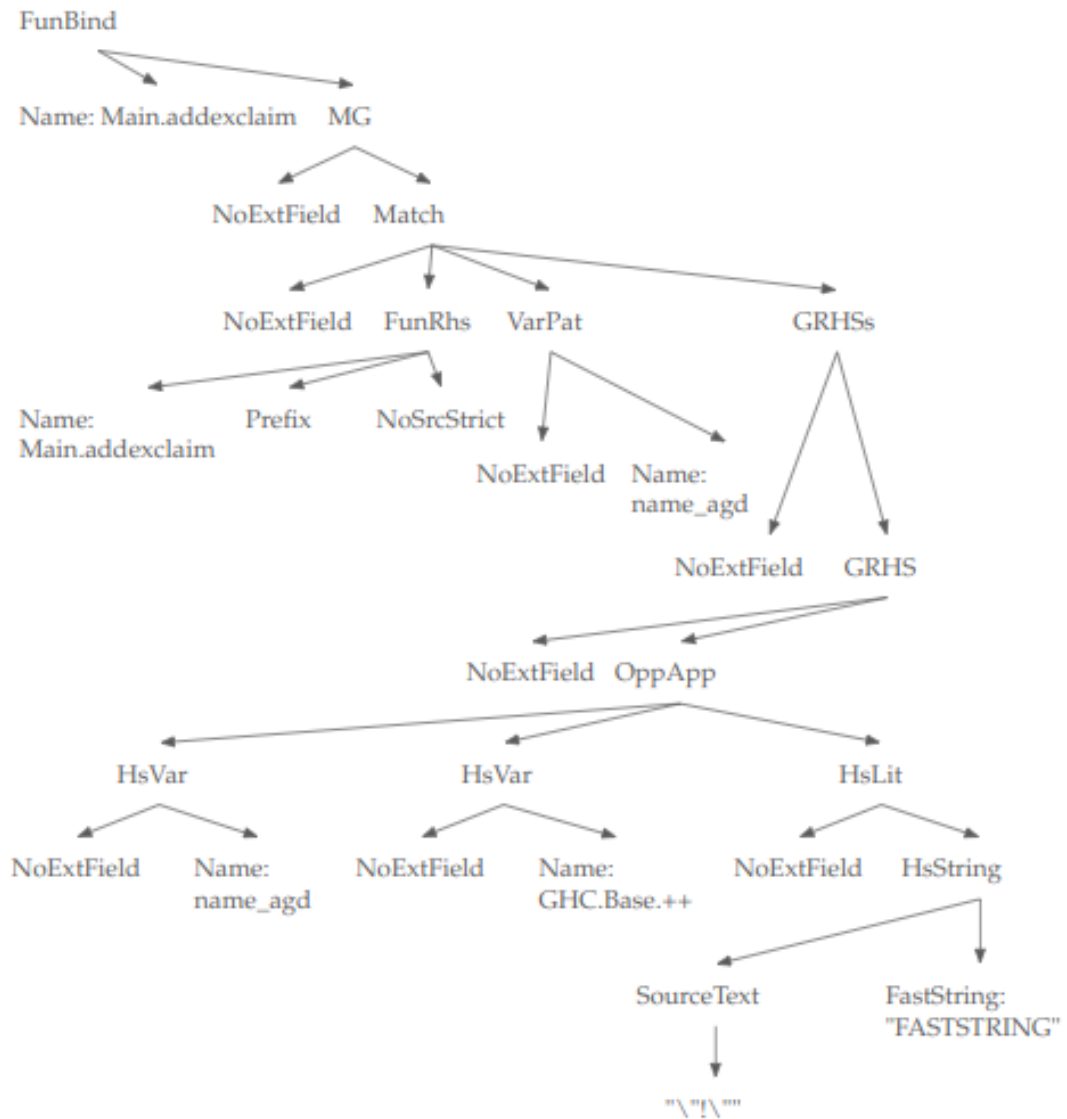 FunBind
Name: Main.addexclaim MG
NoExtField Match
NoExtField FunRhs VarPat GRHSs
Name: Prefix NoSrcStrict
Main.addexclaim
NoExtField Name:
name_agd
NoExtField GRHS
NoExtField OppApp
HsVar HsVar HsLit
NoExtField Name: NoExtField Name: NoExtField HsString
name_agd GHC.Base.++
SourceText FastString:
"FASTSTRING"
"\"!\""